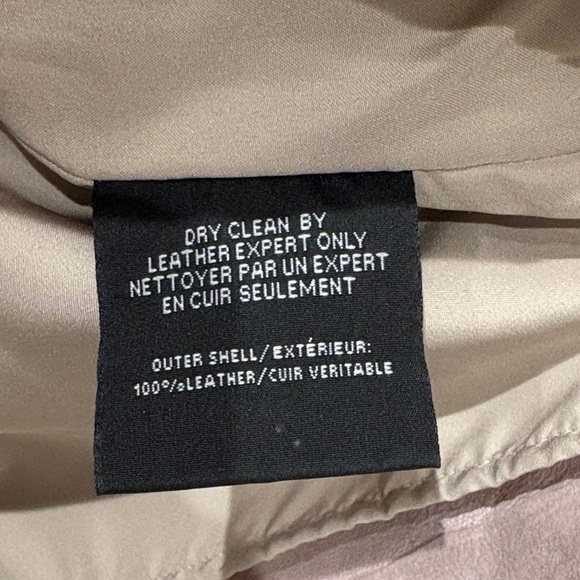 DRY CLEAN BY
LEATHER EXPERT ONLY
NETTOYER PAR UN EXPERT
EN CUIR SEULEMENT
OUTER SHELL/EXTÉRIEUR:
100%LEATHER/CUIR VERITABLE